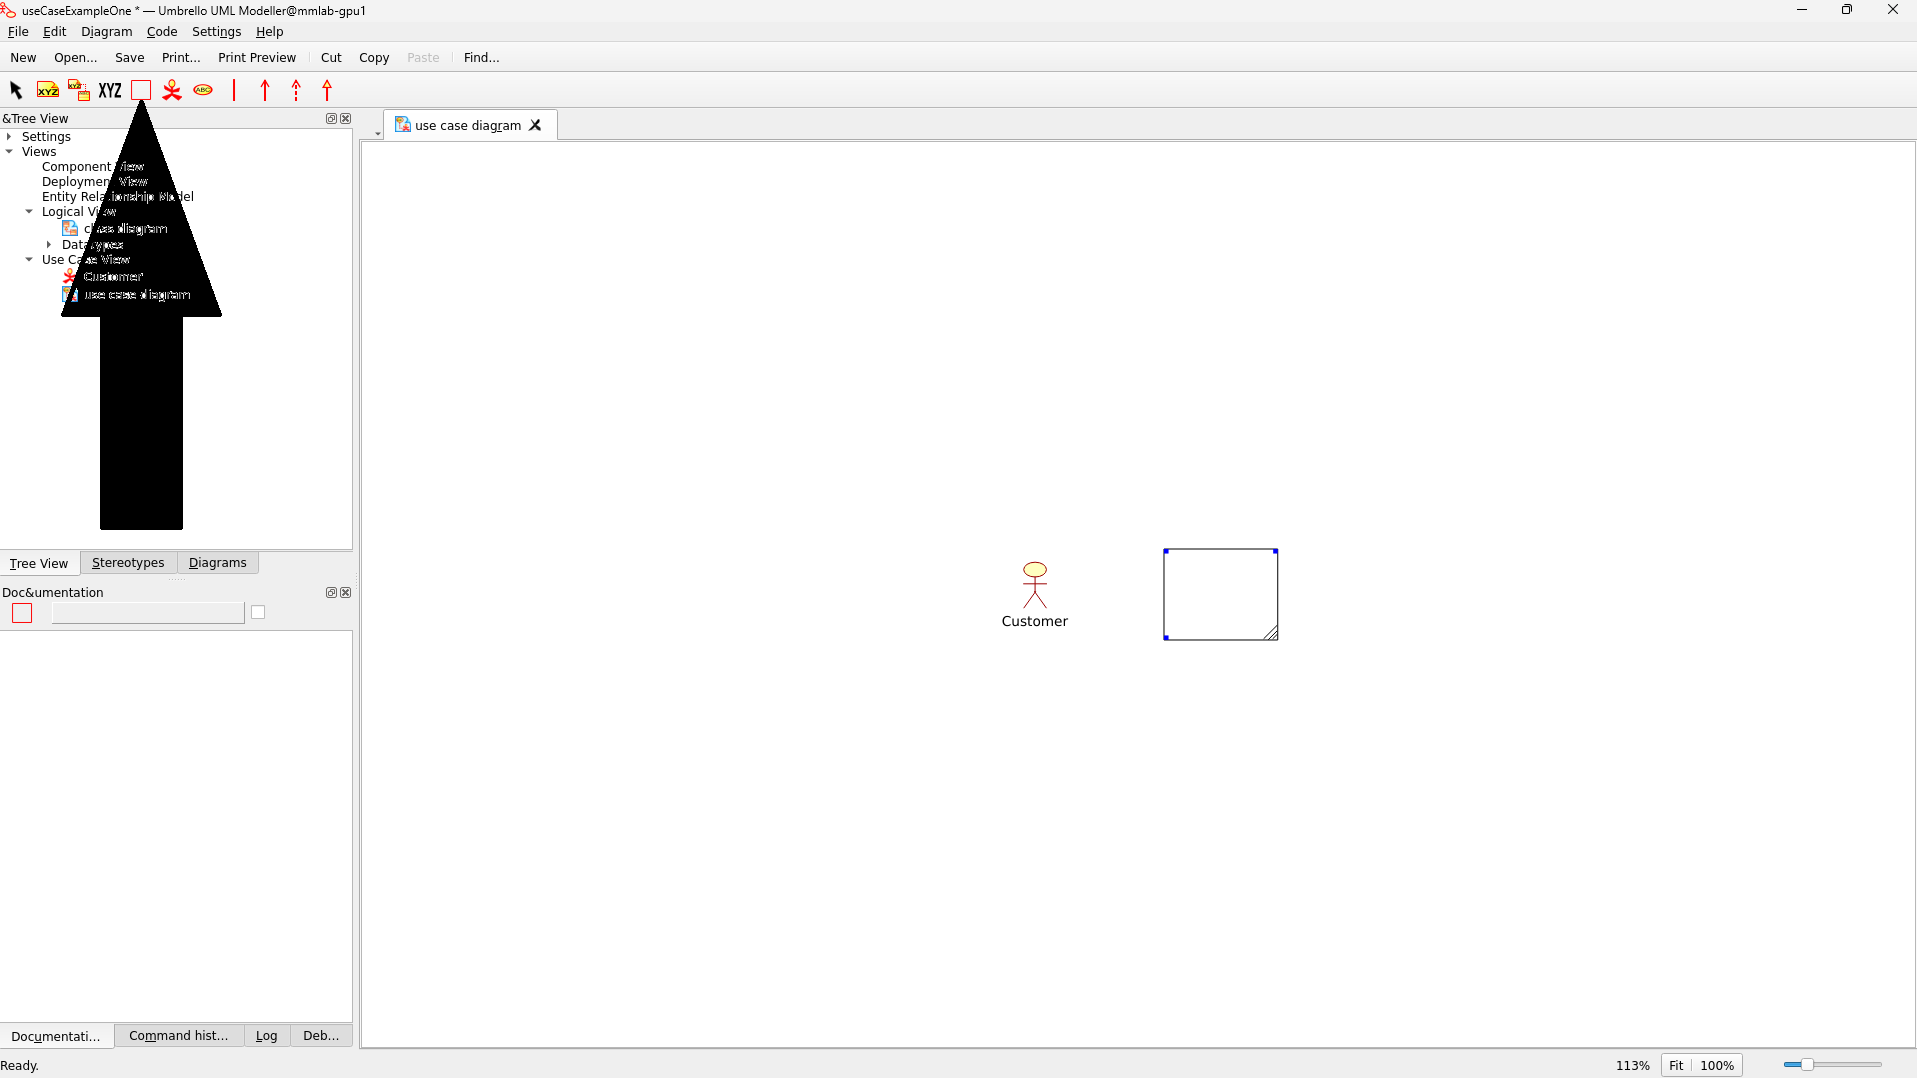 useCaseExampleOne * — Umbrello UML Modeller@mmlab-gpu1
File Edit Diagram Code Settings Help
New Open... Save Print... Print Preview Cut Copy Paste Find...
XYZ XYZ XYZ ABC
&Tree View
use case diagram
Settings
Views
Component View
Deployment View
Entity Relationship Model
Logical View
class diagram
Datatypes
Use Case View
Customer
use case diagram
Tree View Stereotypes Diagrams
Doc&umentation
Customer
Documentati... Command hist... Log Deb...
Ready.
113% Fit 100%